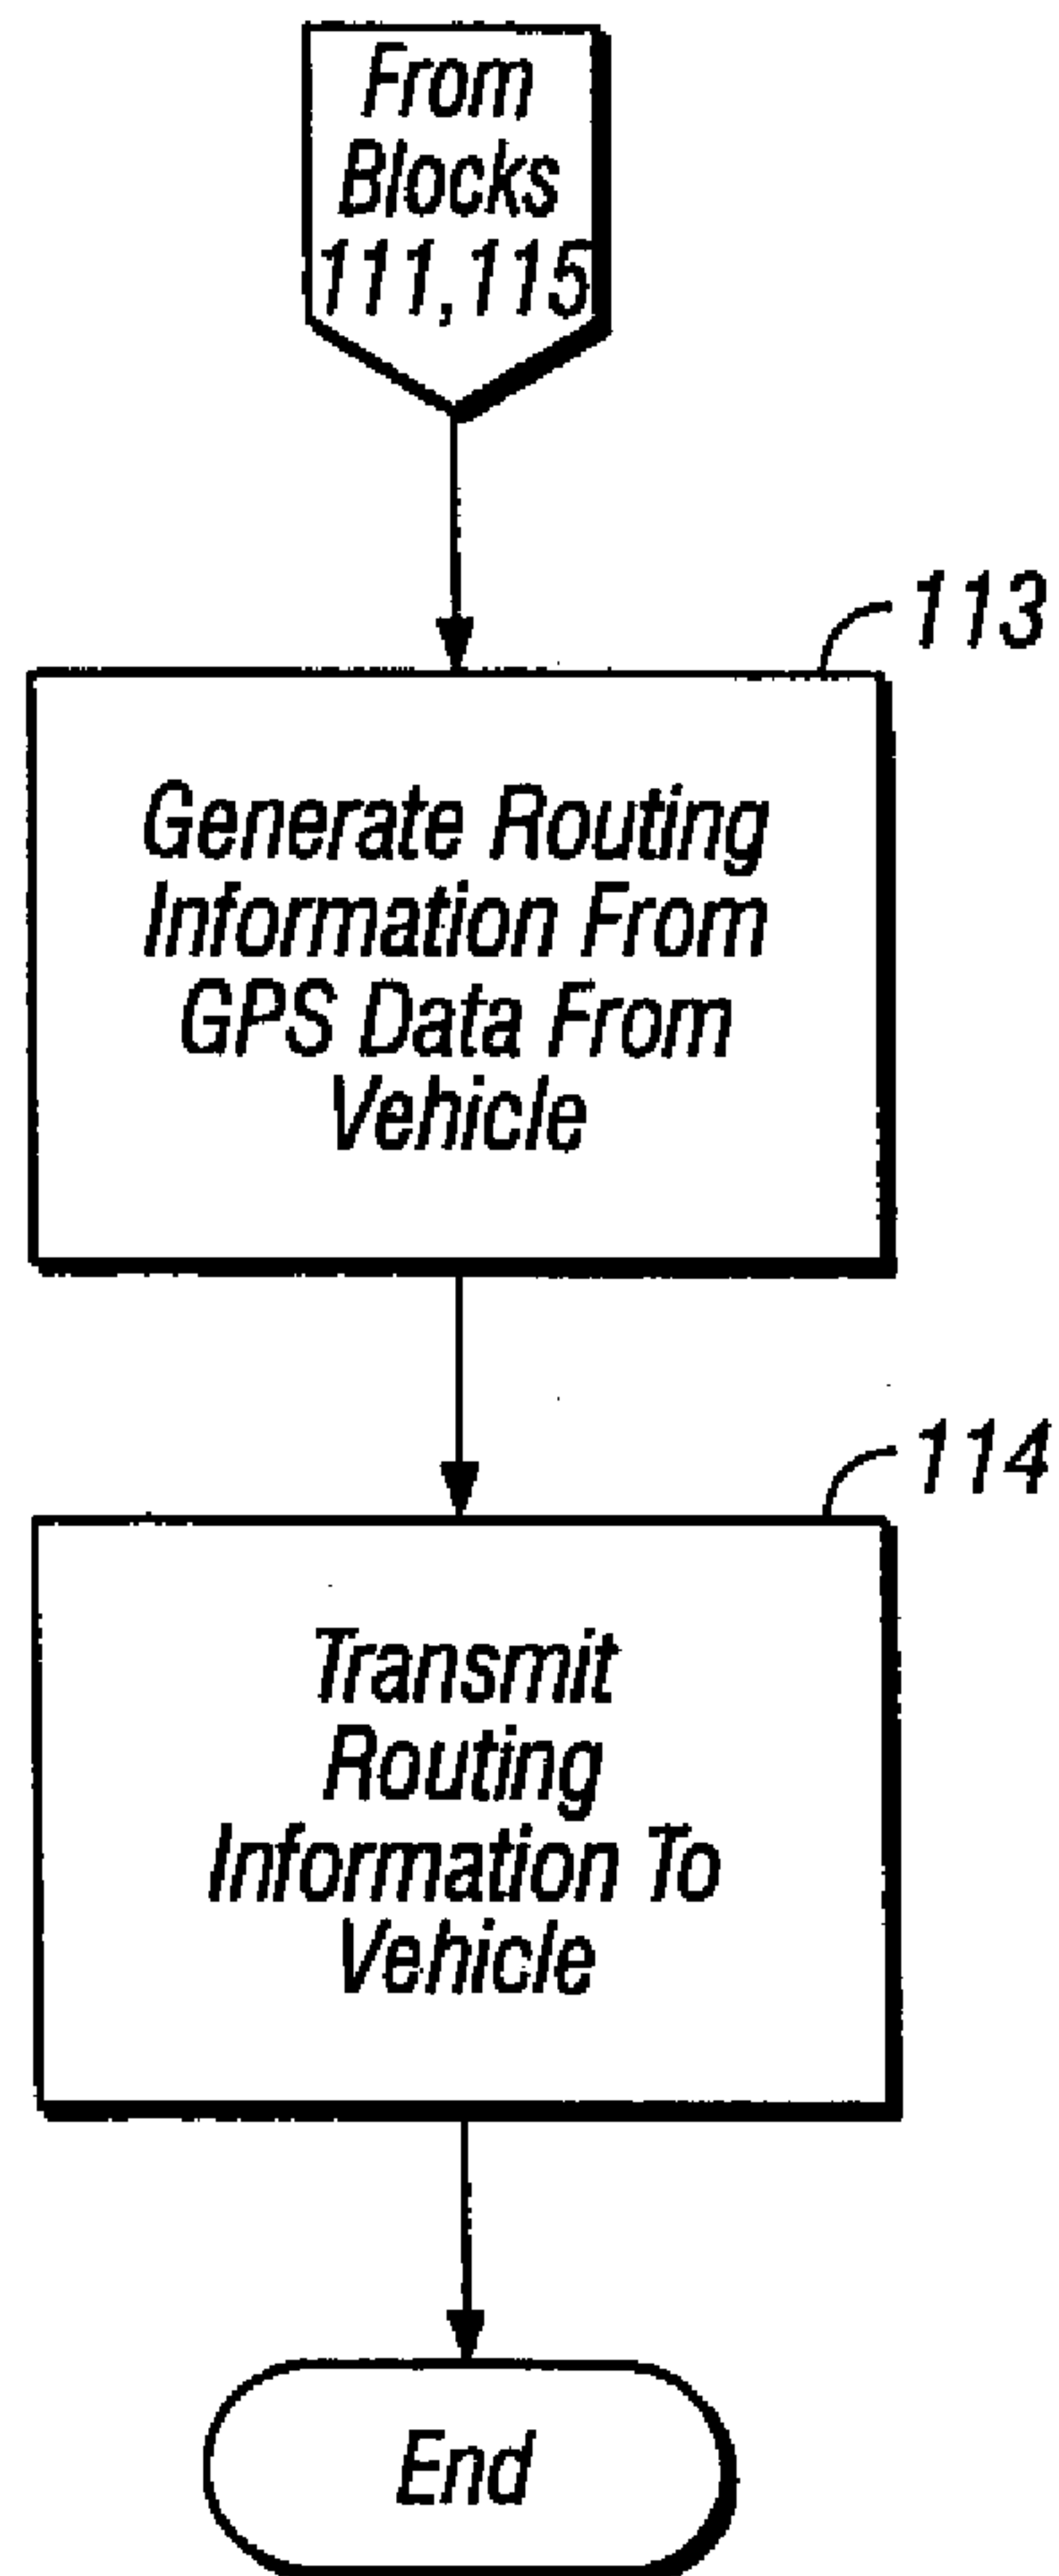 From
Blocks
111,115
113
Generate Routing
Information From
GPS Data From
Vehicle
114
Transmit
Routing
Information To
Vehicle
End